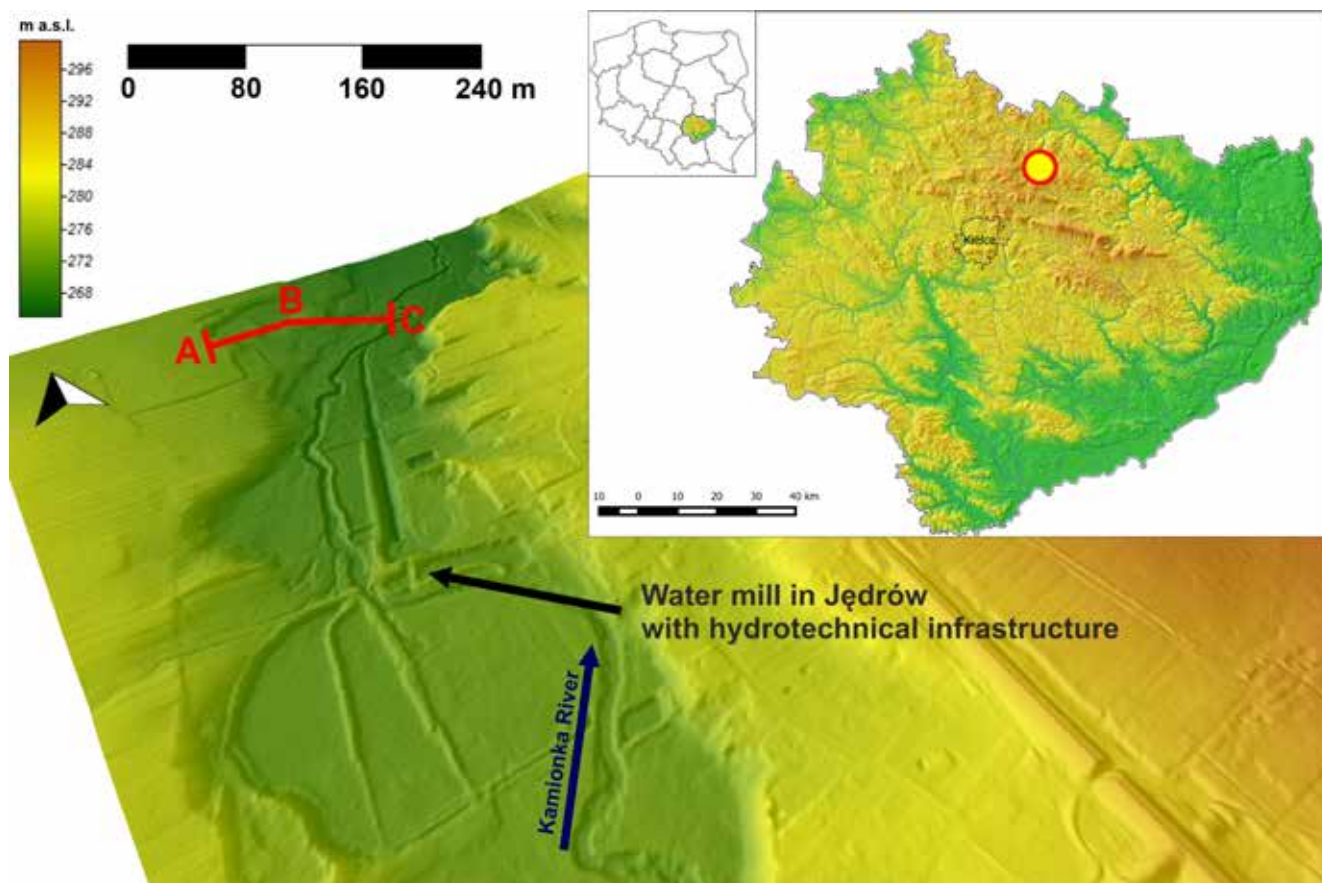 m a.s.l.
296
292
288
284
280
276
272
268
0 80 160 240 m
A
B
C
Kielce
10 0 10 20 30 40 km
Water mill in Jędrów
with hydrotechnical infrastructure
Kamionka River